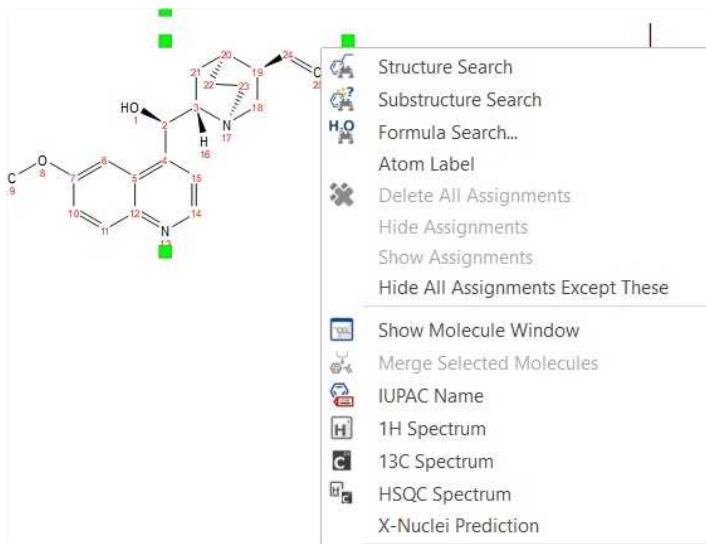 20
24
21
19
C
25
22
23
3
18
HO
1
2
N
17
H
16
O
8
6
4
C
9
7
5
15
10
12
14
11
N
13
Structure Search
Substructure Search
H2O
Formula Search...
Atom Label
Delete All Assignments
Hide Assignments
Show Assignments
Hide All Assignments Except These
Show Molecule Window
Merge Selected Molecules
IUPAC Name
H
1H Spectrum
C
13C Spectrum
H
C
HSQC Spectrum
X-Nuclei Prediction